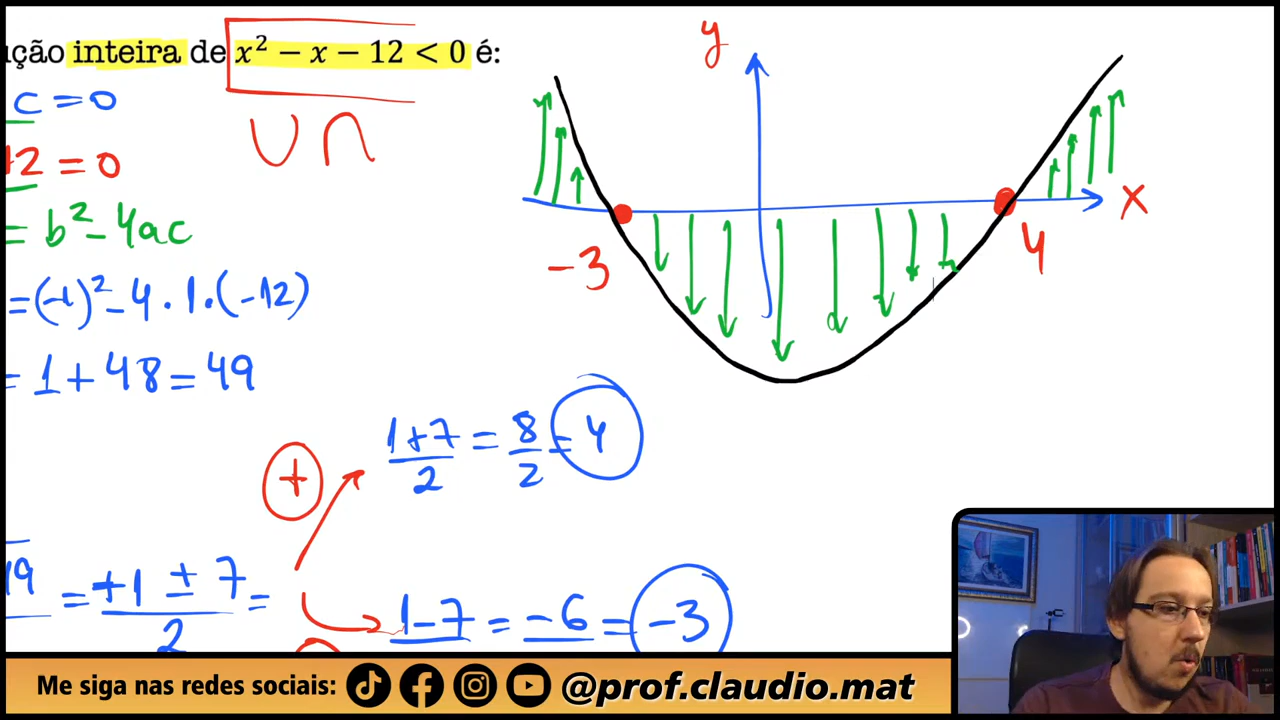 ução inteira de x² − x − 12 < 0 é:
y
c = 0
∪ ∩
+2 = 0
x
= b² − 4ac
-3
4
= (-1)² − 4 · 1 · (-12)
= 1 + 48 = 49
1+7/2 = 8/2 = 4
+
= +1 ± 7/2 =
1-7 = -6 = -3
Me siga nas redes sociais: @prof.claudio.mat